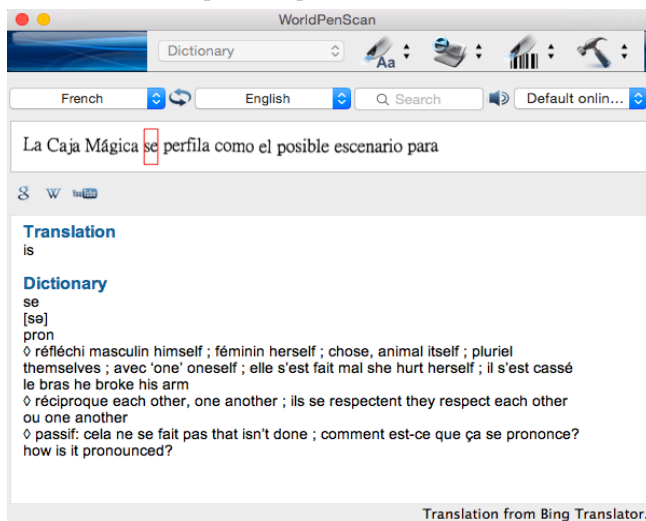 WorldPenScan
Dictionary
Aa
French English Search Default onlin...
La Caja Mágica se perfila como el posible escenario para
g W YouTube
Translation
is
Dictionary
se
[sə]
pron
◊ réfléchi masculin himself ; féminin herself ; chose, animal itself ; pluriel
themselves ; avec ‘one’ oneself ; elle s’est fait mal she hurt herself ; il s’est cassé
le bras he broke his arm
◊ réciproque each other, one another ; ils se respectent they respect each other
ou one another
◊ passif: cela ne se fait pas that isn’t done ; comment est-ce que ça se prononce?
how is it pronounced?
Translation from Bing Translator.